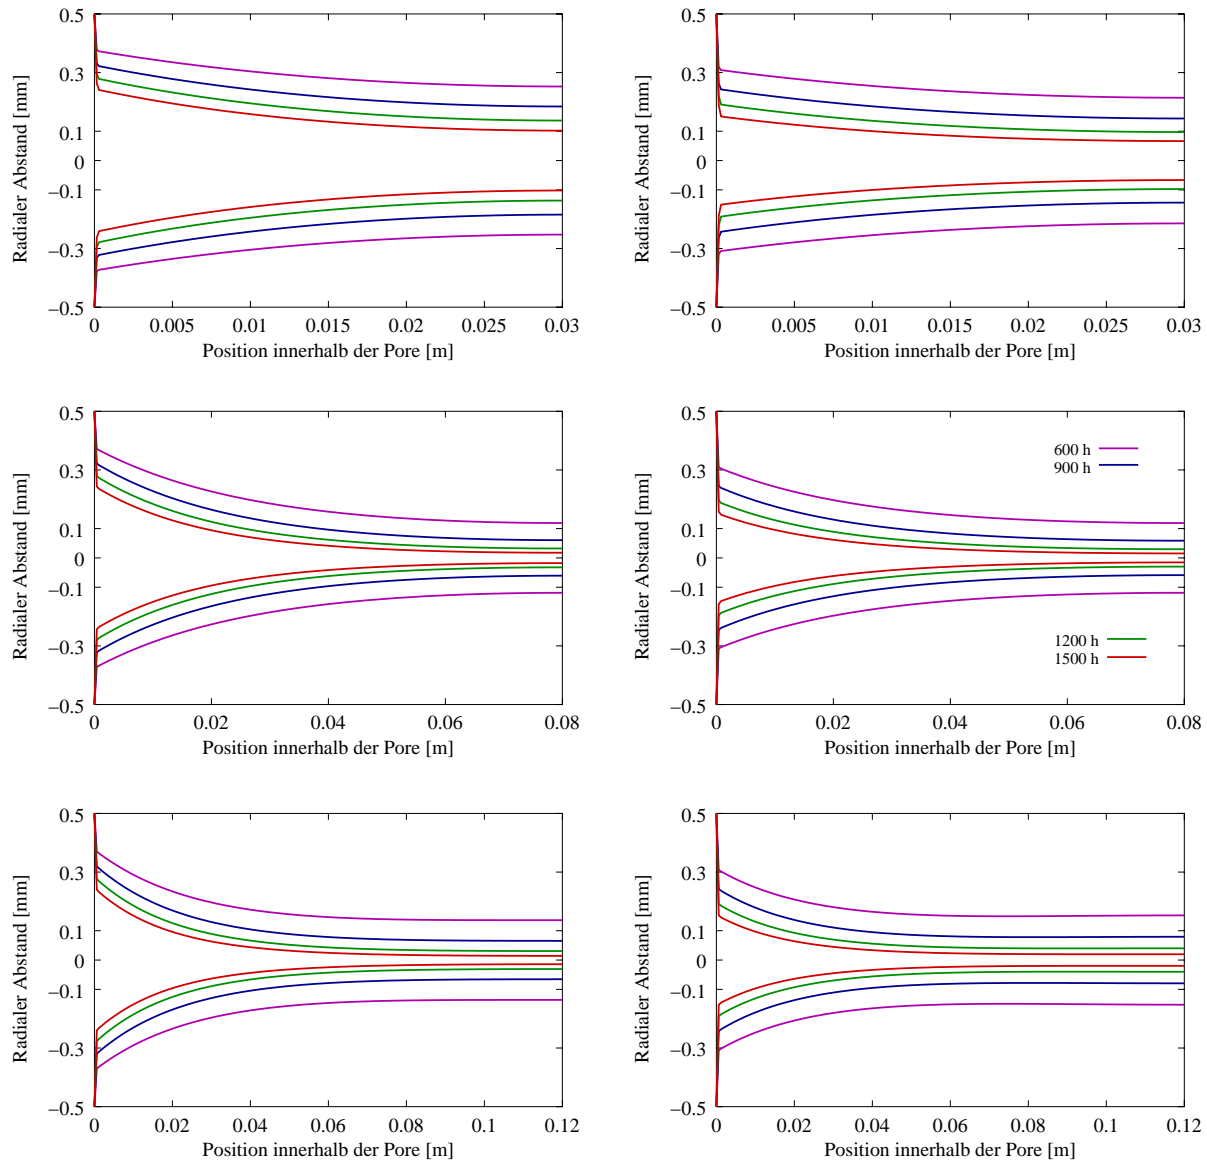 0.5 0.5
0.3 0.3
0.1 0.1
0 0
−0.1 −0.1
−0.3 −0.3
−0.5 −0.5
Radialer Abstand [mm] Radialer Abstand [mm]
0 0.005 0.01 0.015 0.02 0.025 0.03 0 0.005 0.01 0.015 0.02 0.025 0.03
Position innerhalb der Pore [m] Position innerhalb der Pore [m]
0.5 0.5
0.3 0.3
0.1 0.1
0 0
−0.1 −0.1
−0.3 −0.3
−0.5 −0.5
Radialer Abstand [mm] Radialer Abstand [mm]
600 h
900 h
1200 h
1500 h
0 0.02 0.04 0.06 0.08 0 0.02 0.04 0.06 0.08
Position innerhalb der Pore [m] Position innerhalb der Pore [m]
0.5 0.5
0.3 0.3
0.1 0.1
0 0
−0.1 −0.1
−0.3 −0.3
−0.5 −0.5
Radialer Abstand [mm] Radialer Abstand [mm]
0 0.02 0.04 0.06 0.08 0.1 0.12 0 0.02 0.04 0.06 0.08 0.1 0.12
Position innerhalb der Pore [m] Position innerhalb der Pore [m]